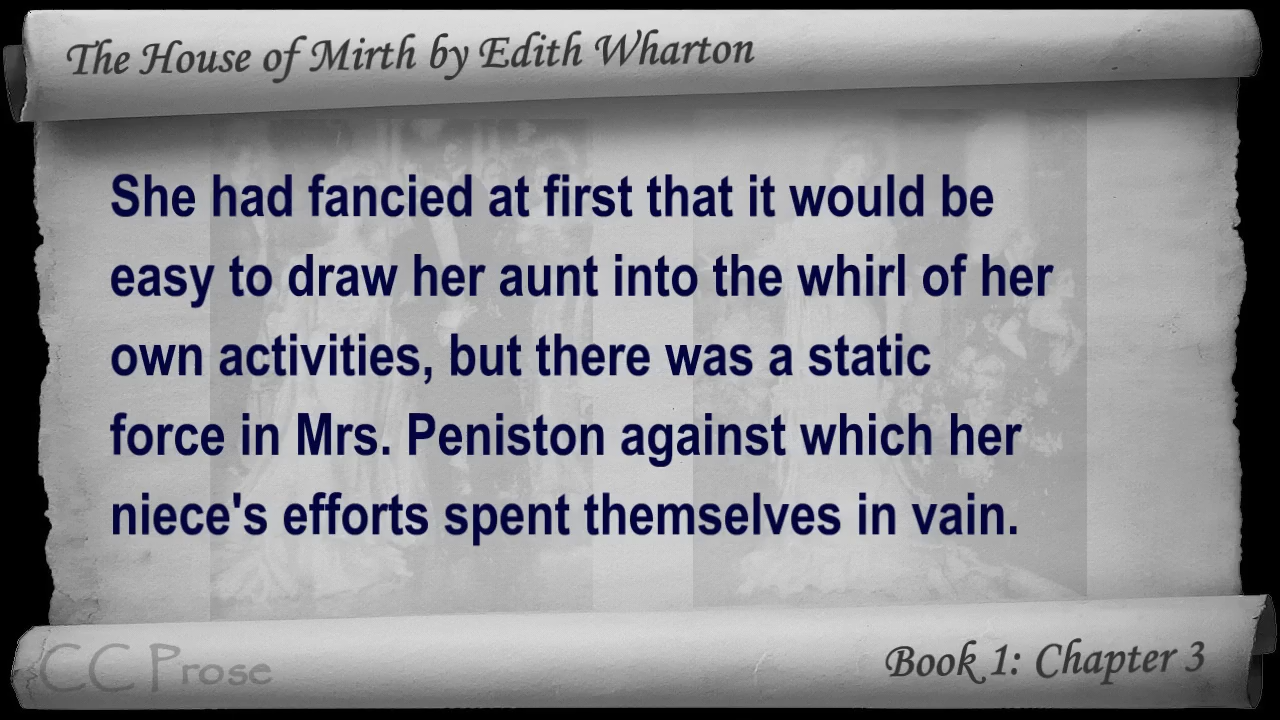 The House of Mirth by Edith Wharton
She had fancied at first that it would be
easy to draw her aunt into the whirl of her
own activities, but there was a static
force in Mrs. Peniston against which her
niece's efforts spent themselves in vain.
CC Prose
Book 1: Chapter 3